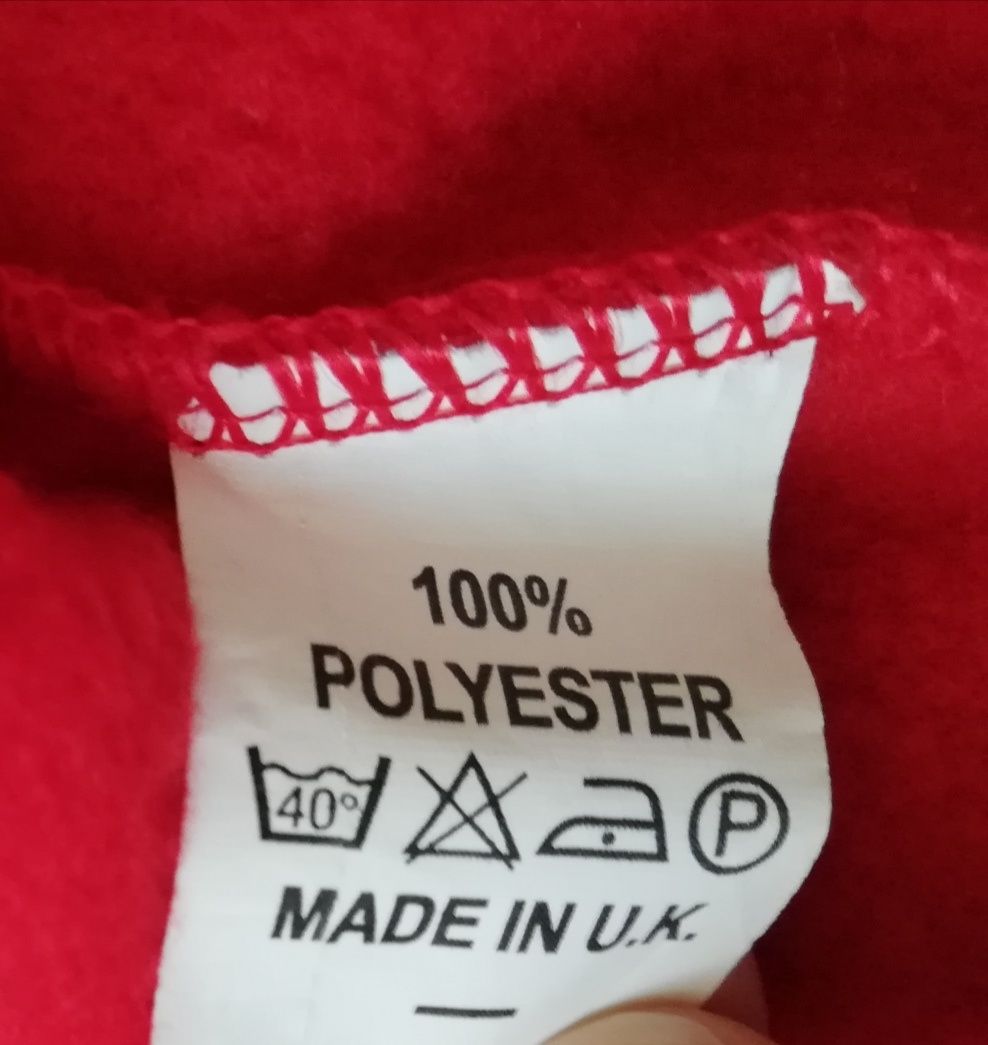 100%
POLYESTER
40° P
MADE IN U.K.